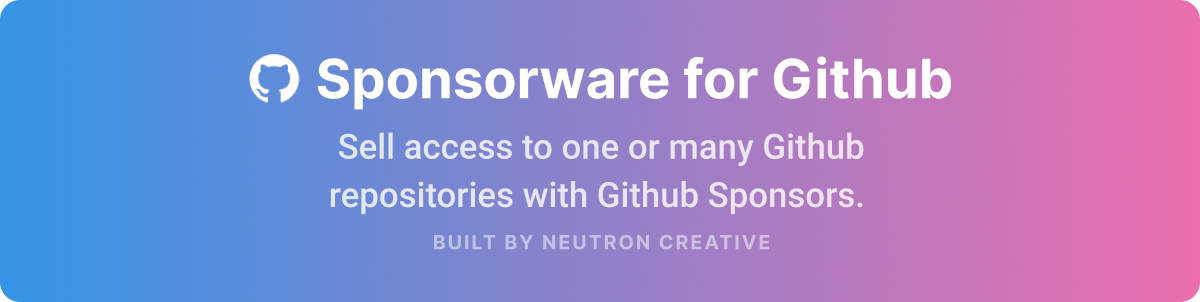 Sponsorware for Github
Sell access to one or many Github
repositories with Github Sponsors.
BUILT BY NEUTRON CREATIVE